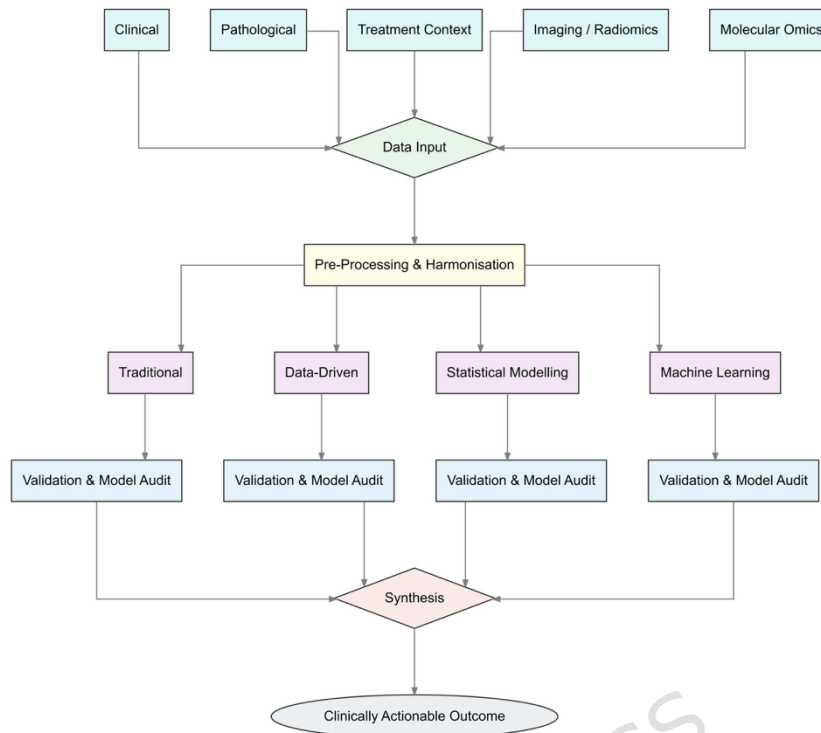 Clinical
Pathological
Treatment Context
Imaging / Radiomics
Molecular Omics
Data Input
Pre-Processing & Harmonisation
Traditional
Data-Driven
Statistical Modelling
Machine Learning
Validation & Model Audit
Validation & Model Audit
Validation & Model Audit
Validation & Model Audit
Synthesis
Clinically Actionable Outcome